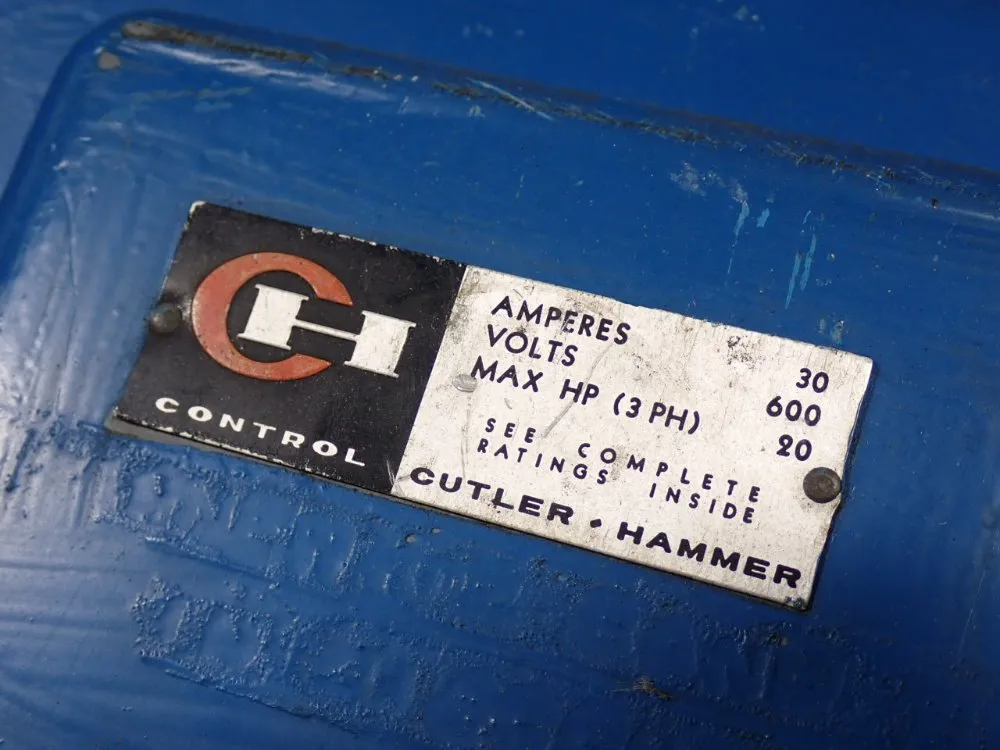 CH
CONTROL
AMPERES 30
VOLTS 600
MAX HP (3 PH) 20
SEE COMPLETE
RATINGS INSIDE
CUTLER • HAMMER